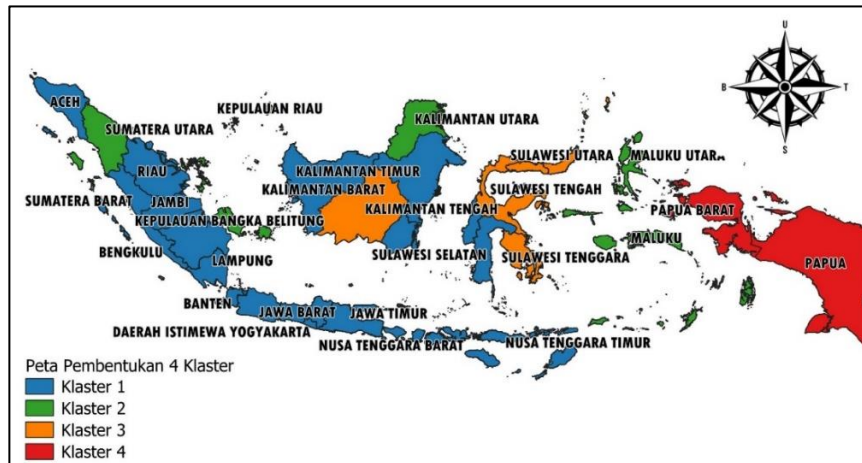 U
B
T
S
ACEH
KEPULAUAN RIAU
SUMATERA UTARA
KALIMANTAN UTARA
RIAU
KALIMANTAN TIMUR
SULAWESI UTARA
MALUKU UTARA
SUMATERA BARAT
JAMBI
KALIMANTAN BARAT
SULAWESI TENGAH
PAPUA BARAT
KEPULAUAN BANGKA BELITUNG
KALIMANTAN TENGAH
MALUKU
BENGKULU
LAMPUNG
SULAWESI SELATAN
SULAWESI TENGGARA
PAPUA
BANTEN
JAWA BARAT
JAWA TIMUR
DAERAH ISTIMEWA YOGYAKARTA
NUSA TENGGARA BARAT
NUSA TENGGARA TIMUR
Peta Pembentukan 4 Klaster
Klaster 1
Klaster 2
Klaster 3
Klaster 4